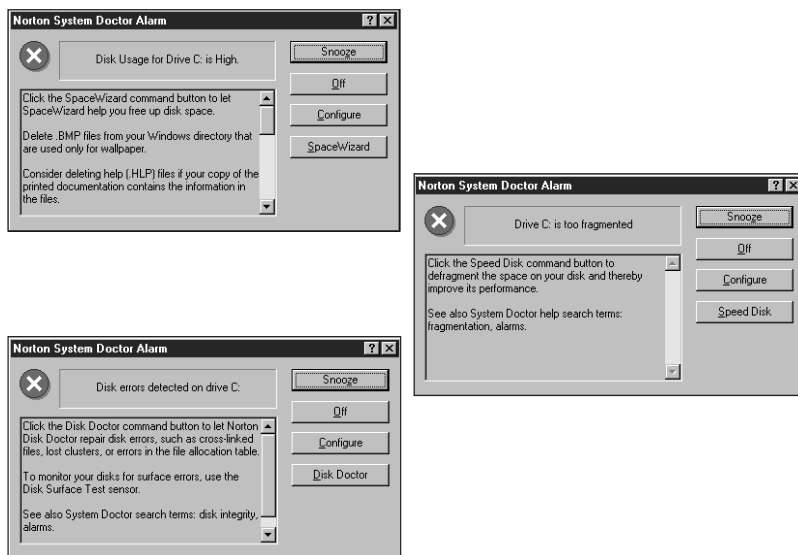 Norton System Doctor Alarm
Disk Usage for Drive C: is High.
Snooze
Off
Configure
SpaceWizard
Click the SpaceWizard command button to let
SpaceWizard help you free up disk space.
Delete .BMP files from your Windows directory that
are used only for wallpaper.
Consider deleting help (.HLP) files if your copy of the
printed documentation contains the information in
the files.
Norton System Doctor Alarm
Drive C: is too fragmented
Snooze
Off
Configure
Speed Disk
Click the Speed Disk command button to
defragment the space on your disk and thereby
improve its performance.
See also System Doctor help search terms:
fragmentation, alarms.
Norton System Doctor Alarm
Disk errors detected on drive C:
Snooze
Off
Configure
Disk Doctor
Click the Disk Doctor command button to let Norton
Disk Doctor repair disk errors, such as cross-linked
files, lost clusters, or errors in the file allocation table.
To monitor your disks for surface errors, use the
Disk Surface Test sensor.
See also System Doctor search terms: disk integrity,
alarms.